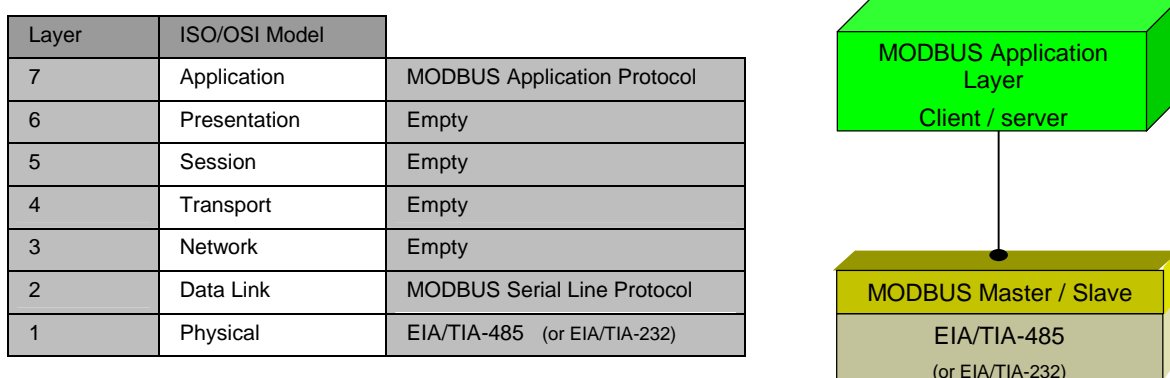 Layer ISO/OSI Model
7 Application MODBUS Application Protocol
6 Presentation Empty
5 Session Empty
4 Transport Empty
3 Network Empty
2 Data Link MODBUS Serial Line Protocol
1 Physical EIA/TIA-485 (or EIA/TIA-232)
MODBUS Application
Layer
Client / server
MODBUS Master / Slave
EIA/TIA-485
(or EIA/TIA-232)